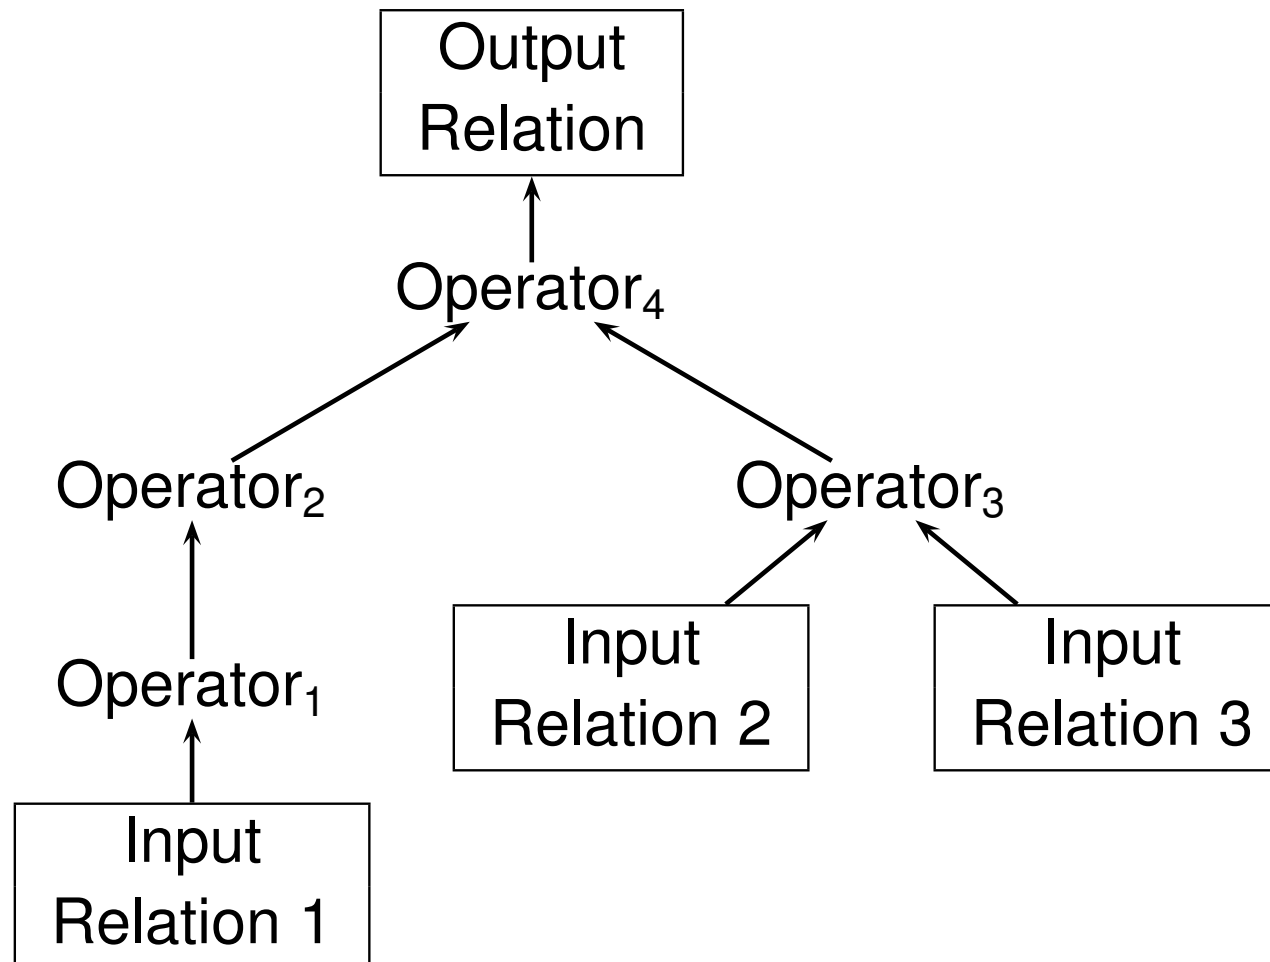 Output
Relation
Operator₄
Operator₂
Operator₃
Input
Relation 2
Input
Relation 3
Operator₁
Input
Relation 1